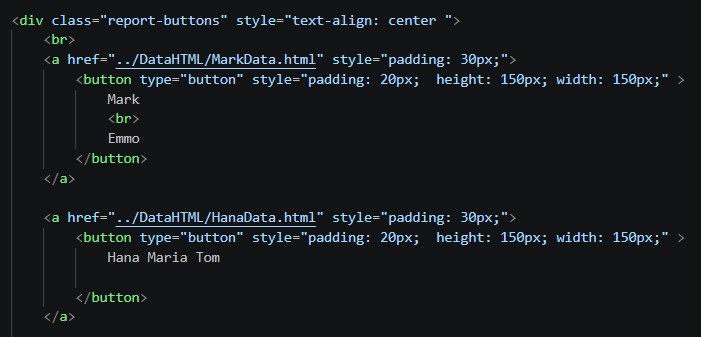 <div class="report-buttons" style="text-align: center ">
<br>
<a href="../DataHTML/MarkData.html" style="padding: 30px;">
<button type="button" style="padding: 20px;  height: 150px; width: 150px;" >
Mark
<br>
Emmo
</button>
</a>
<a href="../DataHTML/HanaData.html" style="padding: 30px;">
<button type="button" style="padding: 20px;  height: 150px; width: 150px;" >
Hana Maria Tom
</button>
</a>